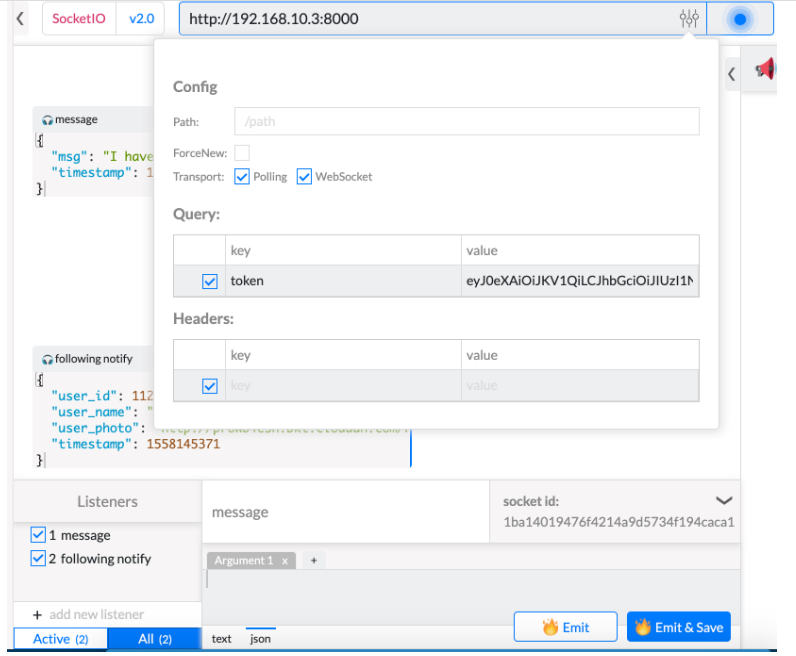 SocketIO v2.0 http://192.168.10.3:8000
Config
Path: /path
ForceNew:
Transport: Polling WebSocket
Query:
key value
token eyJ0eXAiOiJKV1QiLCJhbGciOiJIUzI1N
Headers:
key value
key value
message
{
"msg": "I have
"timestamp": 1
}
following notify
{
"user_id": 112
"user_name": "
"user_photo":
"timestamp": 1558145371
}
Listeners
1 message
2 following notify
+ add new listener
Active (2) All (2)
message
socket id:
1ba14019476f4214a9d5734f194caca1
Argument 1 x +
text json
Emit Emit & Save